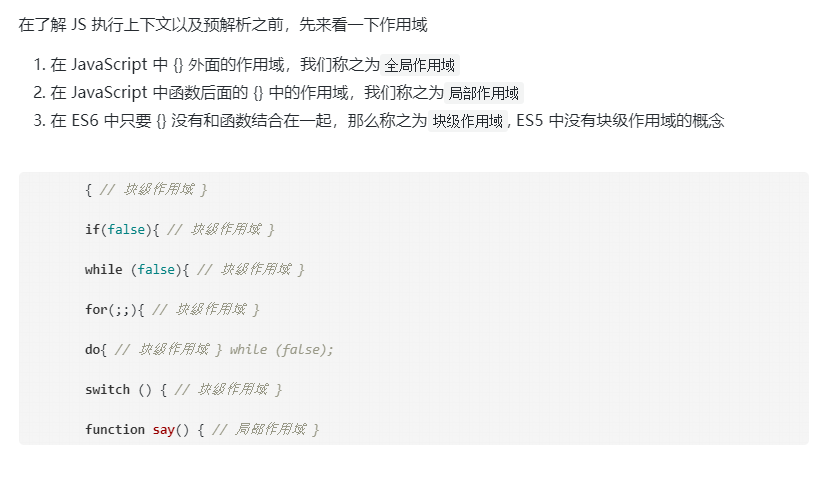 在了解 JS 执行上下文以及预解析之前，先来看一下作用域
1. 在 JavaScript 中 {} 外面的作用域，我们称之为 全局作用域
2. 在 JavaScript 中函数后面的 {} 中的作用域，我们称之为 局部作用域
3. 在 ES6 中只要 {} 没有和函数结合在一起，那么称之为 块级作用域 , ES5 中没有块级作用域的概念
{ // 块级作用域 }
if(false){ // 块级作用域 }
while (false){ // 块级作用域 }
for(;;){ // 块级作用域 }
do{ // 块级作用域 } while (false);
switch () { // 块级作用域 }
function say() { // 局部作用域 }